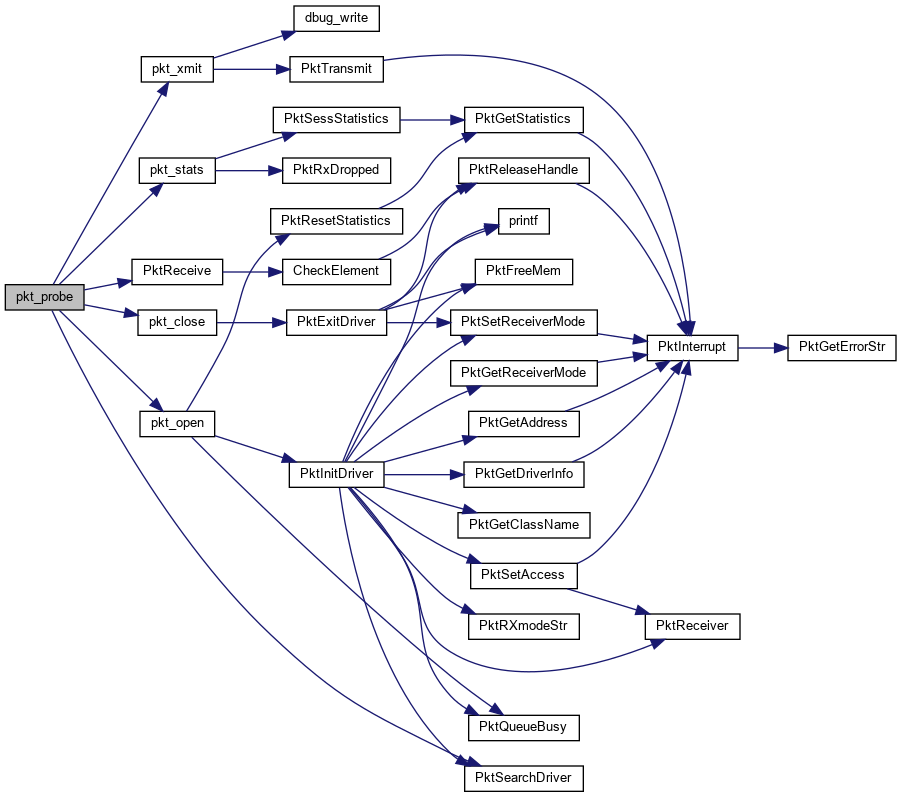 dbug_write
pkt_xmit
PktTransmit
PktSessStatistics
PktGetStatistics
pkt_stats
PktRxDropped
PktReleaseHandle
PktResetStatistics
printf
PktReceive
CheckElement
PktFreeMem
pkt_probe
pkt_close
PktExitDriver
PktSetReceiverMode
PktInterrupt
PktGetErrorStr
PktGetReceiverMode
pkt_open
PktGetAddress
PktInitDriver
PktGetDriverInfo
PktGetClassName
PktSetAccess
PktRXmodeStr
PktReceiver
PktQueueBusy
PktSearchDriver